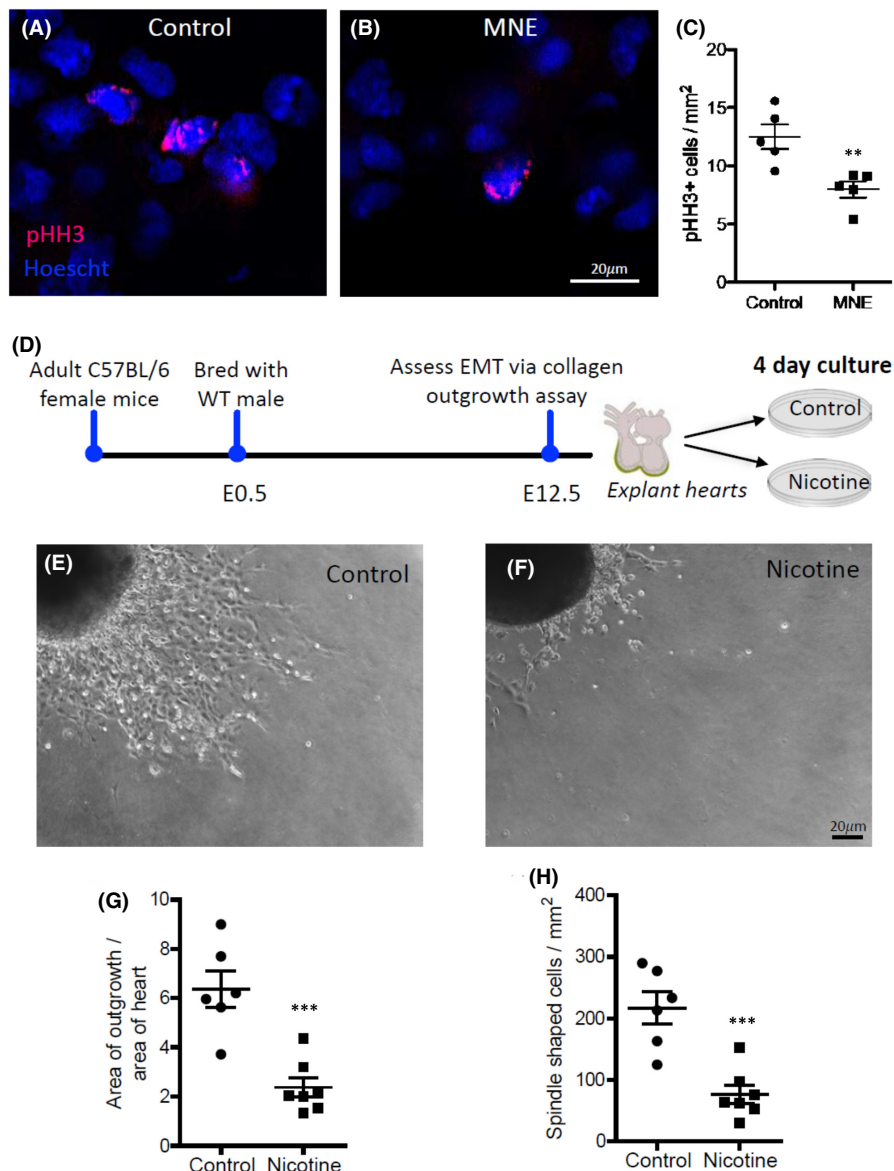 (A) Control
(B) MNE
pHH3
Hoescht
20μm
(C)
pHH3+ cells / mm²
20
15
10
5
0
**
Control MNE
(D)
Adult C57BL/6
female mice
Bred with
WT male
Assess EMT via collagen
outgrowth assay
E0.5
E12.5
Explant hearts
4 day culture
Control
Nicotine
(E)
Control
(F)
Nicotine
20μm
(G)
Area of outgrowth /
area of heart
10
8
6
4
2
0
***
Control Nicotine
(H)
Spindle shaped cells / mm²
400
300
200
100
0
***
Control Nicotine